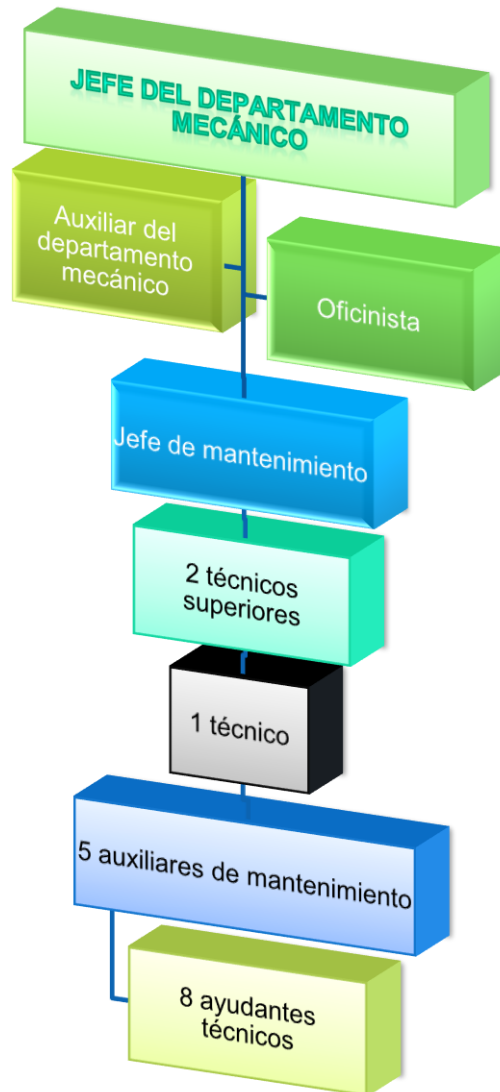 JEFE DEL DEPARTAMENTO
MECÁNICO
Auxiliar del
departamento
mecánico
Oficinista
Jefe de mantenimiento
2 técnicos
superiores
1 técnico
5 auxiliares de mantenimiento
8 ayudantes
técnicos